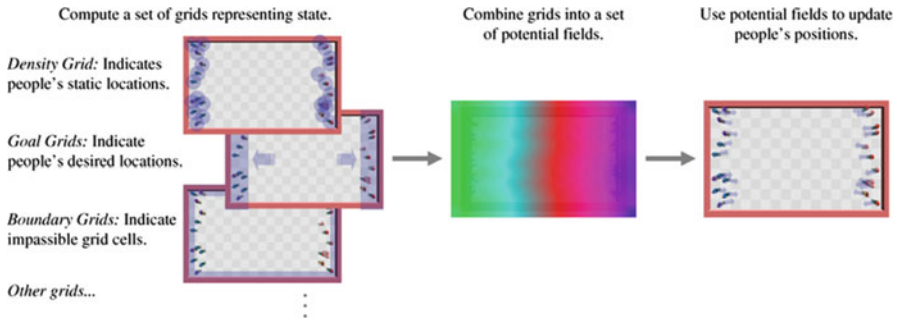 Compute a set of grids representing state.
Density Grid: Indicates
people's static locations.
Goal Grids: Indicate
people's desired locations.
Boundary Grids: Indicate
impassible grid cells.
Other grids...
Combine grids into a set
of potential fields.
Use potential fields to update
people's positions.